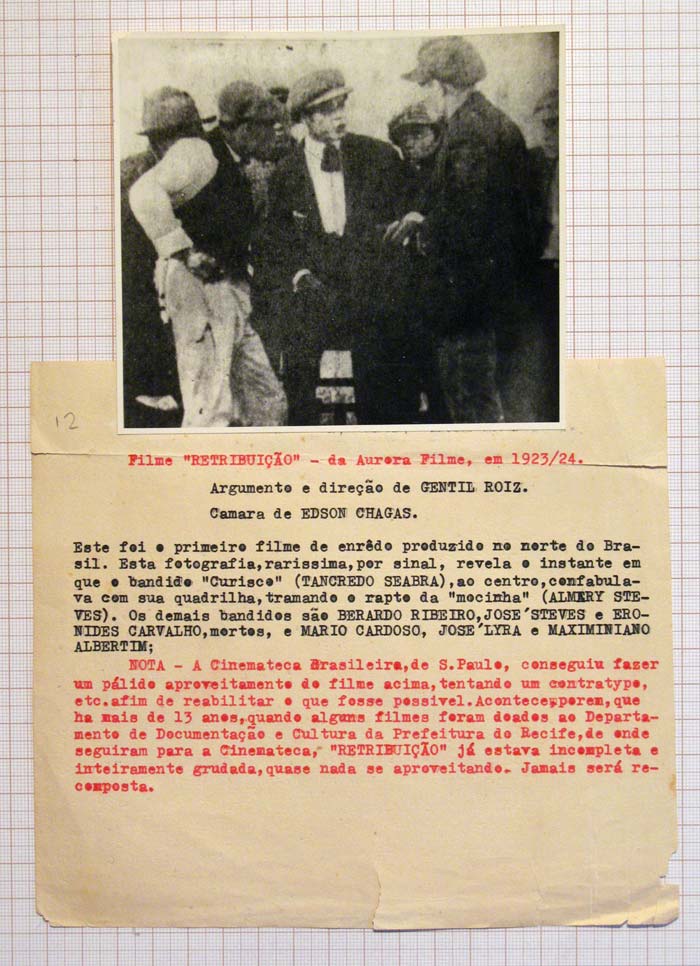 12
Filme "RETRIBUIÇÃO" - da Aurora Filme, em 1923/24.
Argumento e direção de GENTIL ROIZ.
Camara de EDSON CHAGAS.
Este foi o primeiro filme de enrêdo produzido no norte do Bra-
sil. Esta fotografia,rarissima,por sinal, revela o instante em
que o bandido "Curisco" (TANCREDO SEABRA),ao centro,confabula-
va com sua quadrilha,tramando o rapto da "mocinha" (ALMERY STE-
VES). Os demais bandidos são BERARDO RIBEIRO,JOSE´STEVES e ERO-
NIDES CARVALHO,mortos, e MARIO CARDOSO, JOSE´LYRA e MAXIMINIANO
ALBERTIM;
NOTA - A Cinemateca Brasileira,de S.Paulo, conseguiu fazer
um pálido aproveitamento do filme acima,tentando um contratypo,
etc.afim de reabilitar o que fosse possivel.Acontece,porem,que
ha mais de 13 anos,quando alguns filmes foram doados ao Departa-
mento de Documentação e Cultura da Prefeitura do Recife,de onde
seguiram para a Cinemateca, "RETRIBUIÇÃO" já estava incompleta e
inteiramente grudada,quase nada se aproveitando. Jamais será re-
composta.